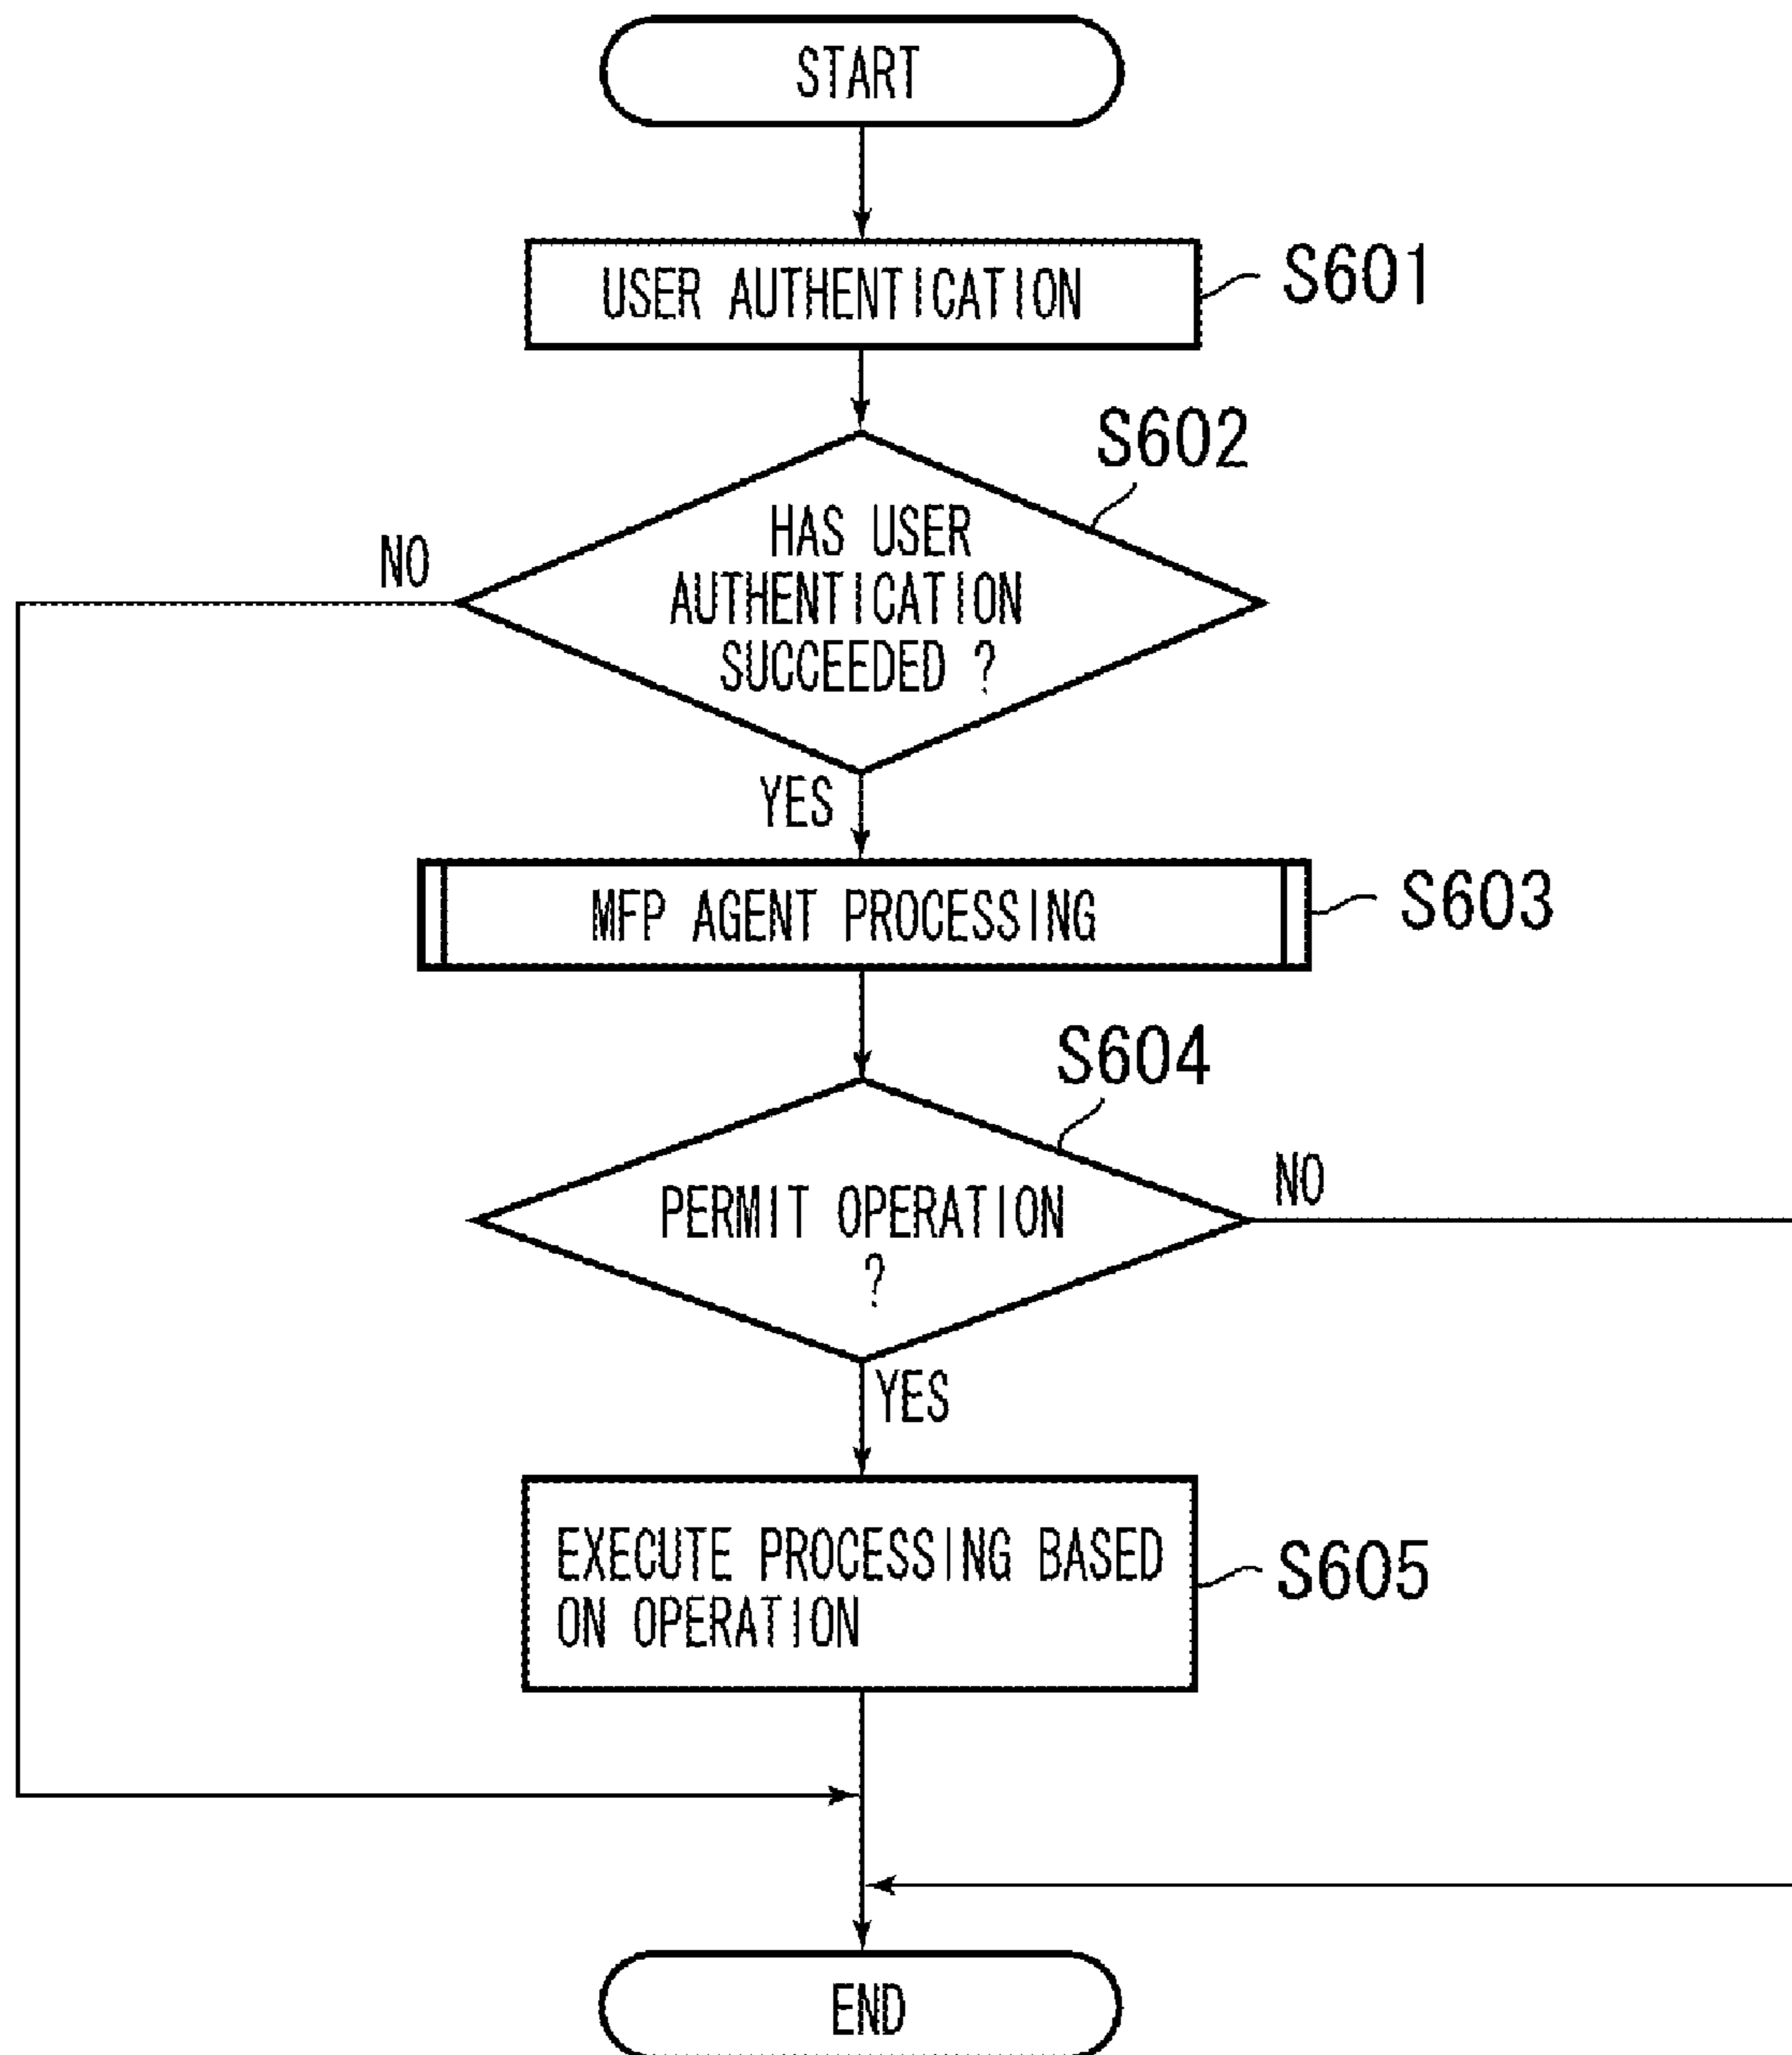 START
USER AUTHENTICATION
S601
S602
HAS USER
AUTHENTICATION
SUCCEEDED ?
NO
YES
MFP AGENT PROCESSING
S603
S604
PERMIT OPERATION
?
NO
YES
EXECUTE PROCESSING BASED
ON OPERATION
S605
END